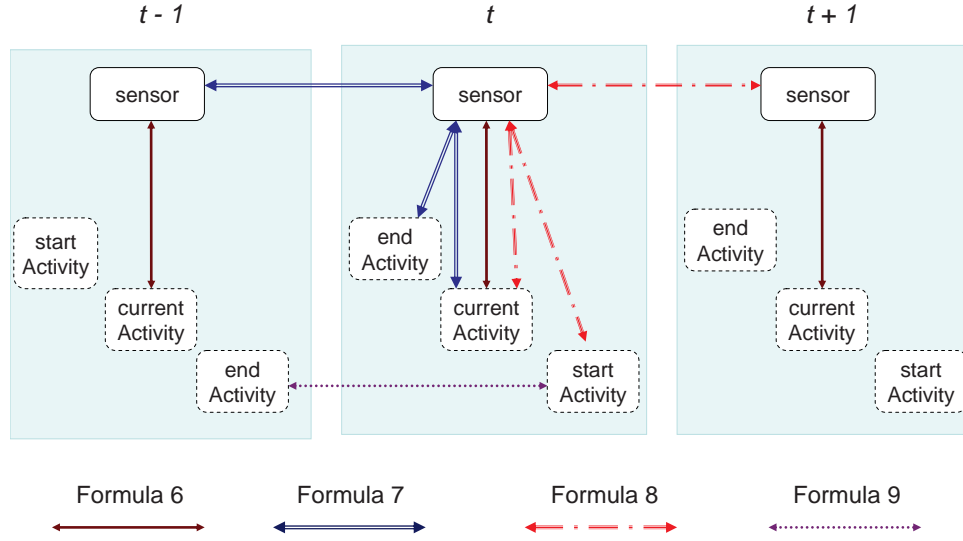 t - 1
t
t + 1
sensor
sensor
sensor
start
Activity
end
Activity
end
Activity
current
Activity
current
Activity
current
Activity
end
Activity
start
Activity
start
Activity
Formula 6
Formula 7
Formula 8
Formula 9